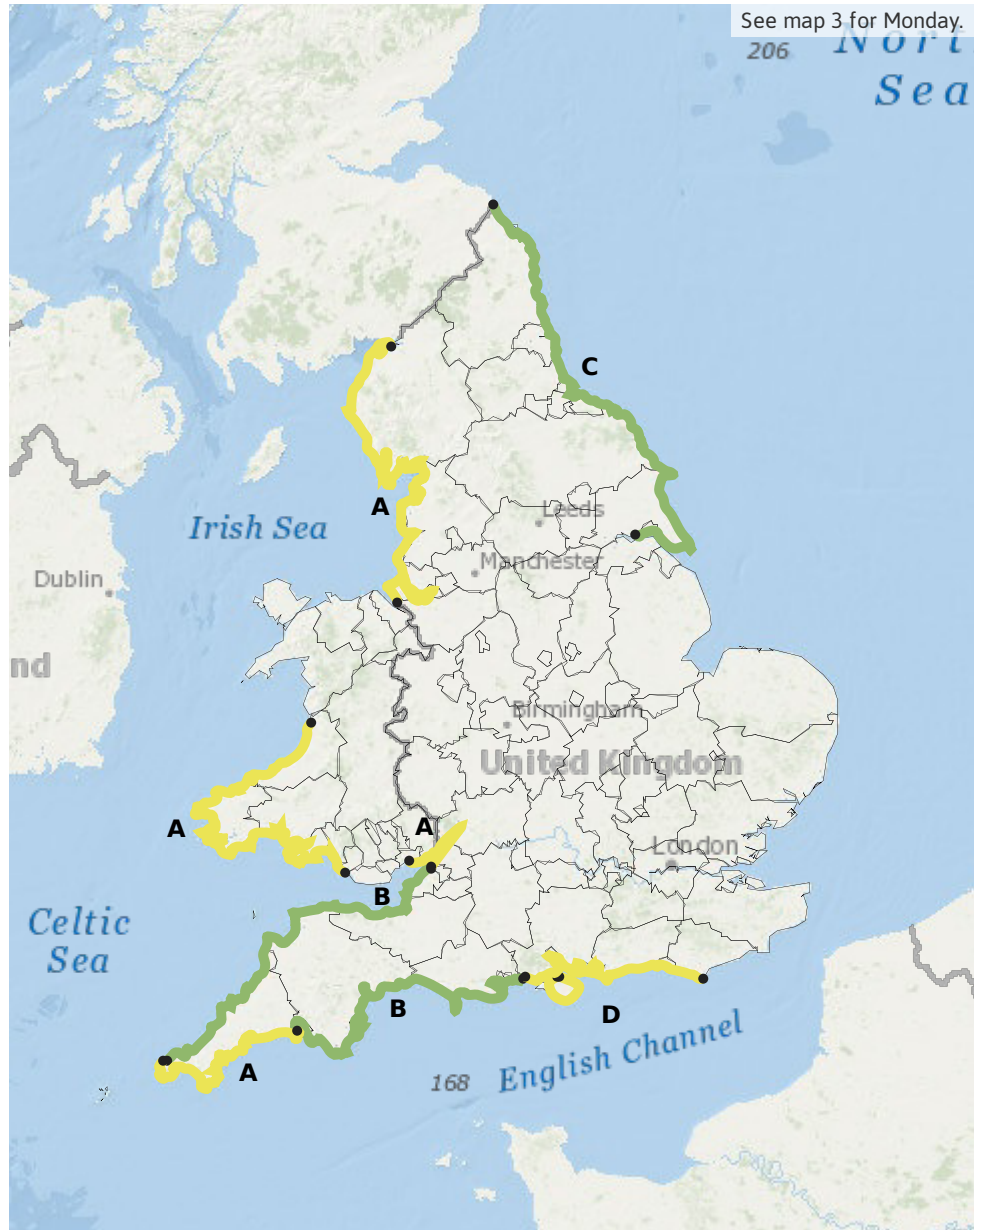 See map 3 for Monday.
206
Nort
Sea
C
Leeds
A
Irish Sea
Manchester
Dublin
nd
Birmingham
United Kingdom
A
A
London
B
Celtic
Sea
B
D
English Channel
A
168